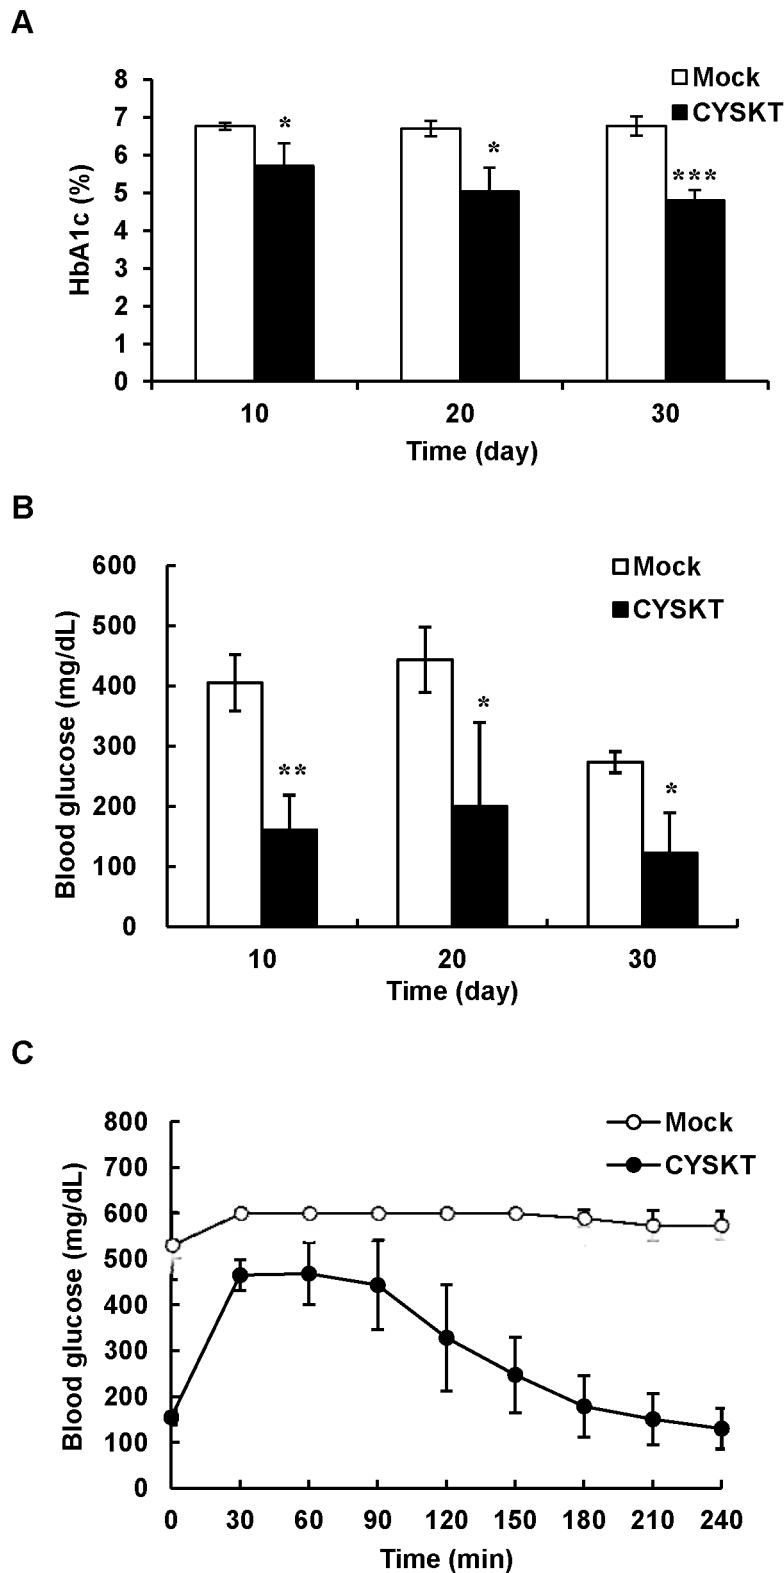 A
Mock
CYSKT
8
7
6
5
4
3
2
1
0
HbA1c (%)
*
*
***
10 20 30
Time (day)
B
Mock
CYSKT
600
500
400
300
200
100
0
Blood glucose (mg/dL)
**
*
*
10 20 30
Time (day)
C
Mock
CYSKT
800
700
600
500
400
300
200
100
0
Blood glucose (mg/dL)
0 30 60 90 120 150 180 210 240
Time (min)